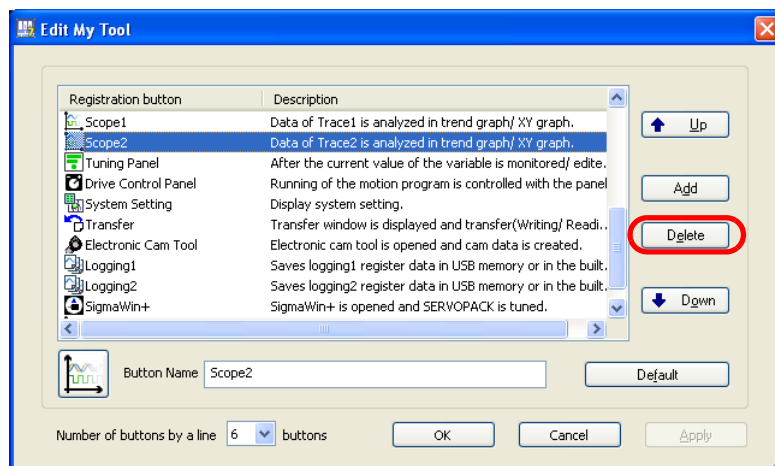 Edit My Tool
Registration button Description
Scope1 Data of Trace1 is analyzed in trend graph/ XY graph.
Scope2 Data of Trace2 is analyzed in trend graph/ XY graph.
Tuning Panel After the current value of the variable is monitored/ edite...
Drive Control Panel Running of the motion program is controlled with the panel
System Setting Display system setting.
Transfer Transfer window is displayed and transfer(Writing/ Readi...
Electronic Cam Tool Electronic cam tool is opened and cam data is created.
Logging1 Saves logging1 register data in USB memory or in the built.
Logging2 Saves logging2 register data in USB memory or in the built.
SigmaWin+ SigmaWin+ is opened and SERVOPACK is tuned.
Up
Add
Delete
Down
Button Name Scope2
Default
Number of buttons by a line 6 buttons
OK
Cancel
Apply